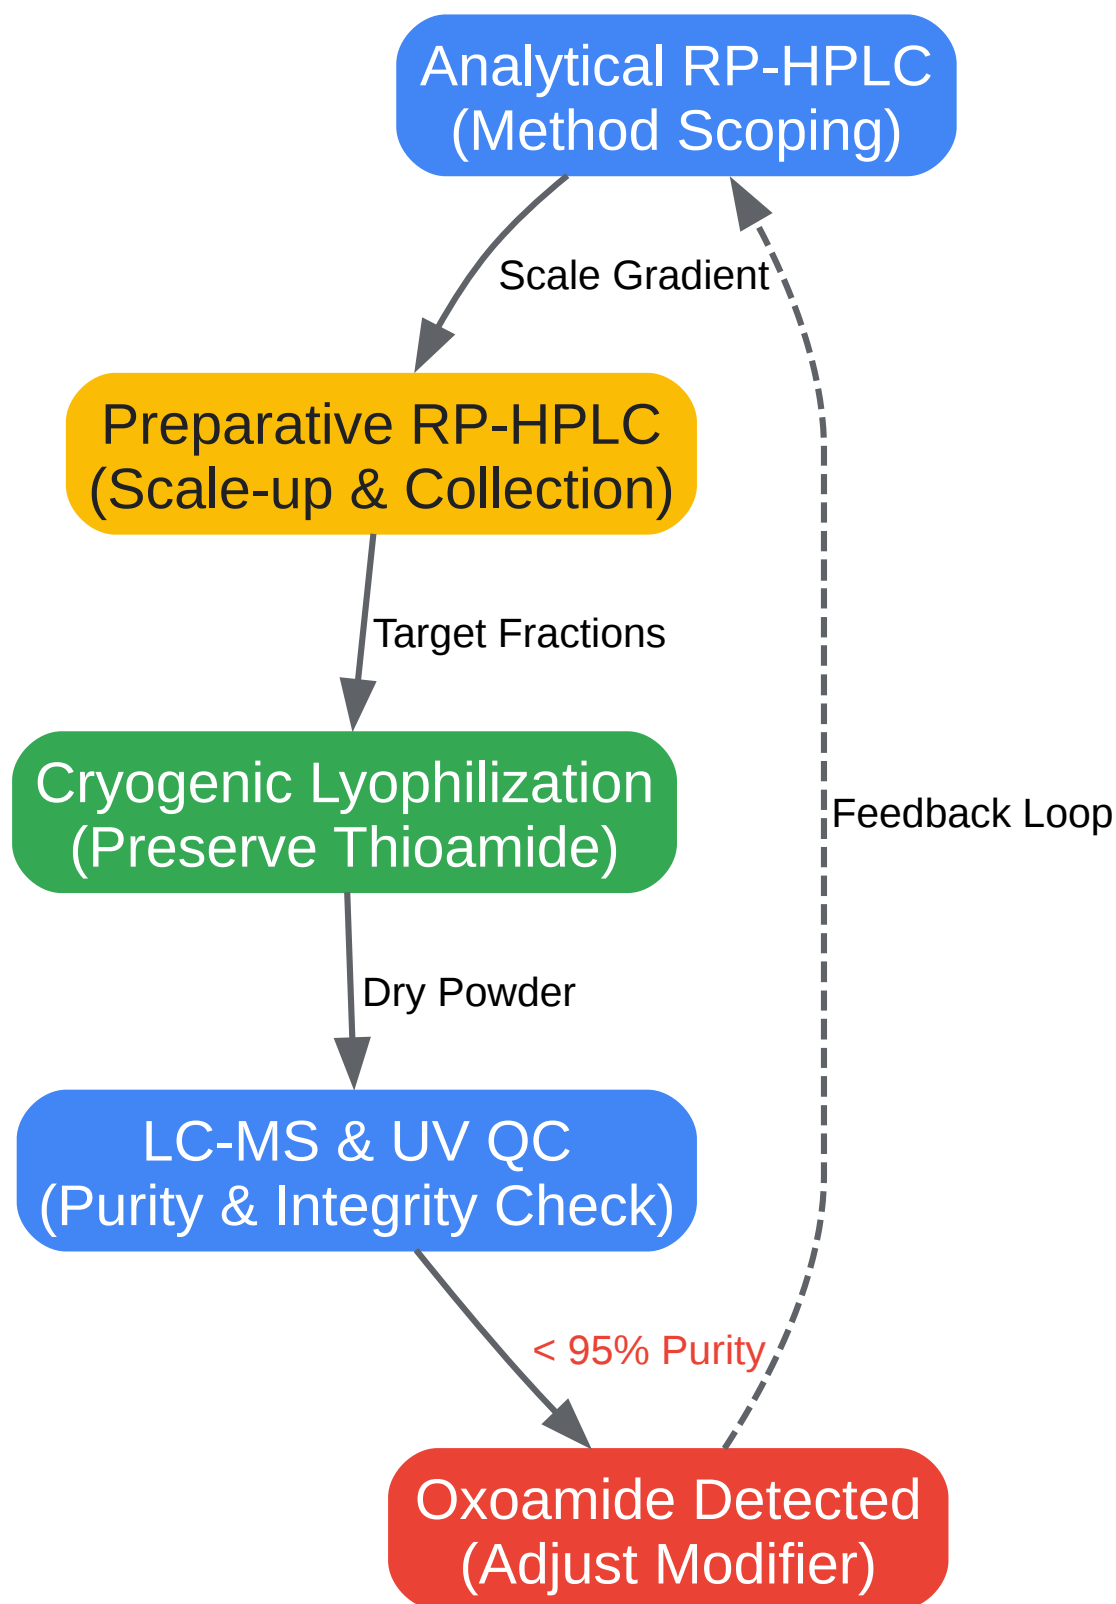 Analytical RP-HPLC
(Method Scoping)
Scale Gradient
Preparative RP-HPLC
(Scale-up & Collection)
Target Fractions
Cryogenic Lyophilization
(Preserve Thioamide)
Feedback Loop
Dry Powder
LC-MS & UV QC
(Purity & Integrity Check)
< 95% Purity
Oxoamide Detected
(Adjust Modifier)